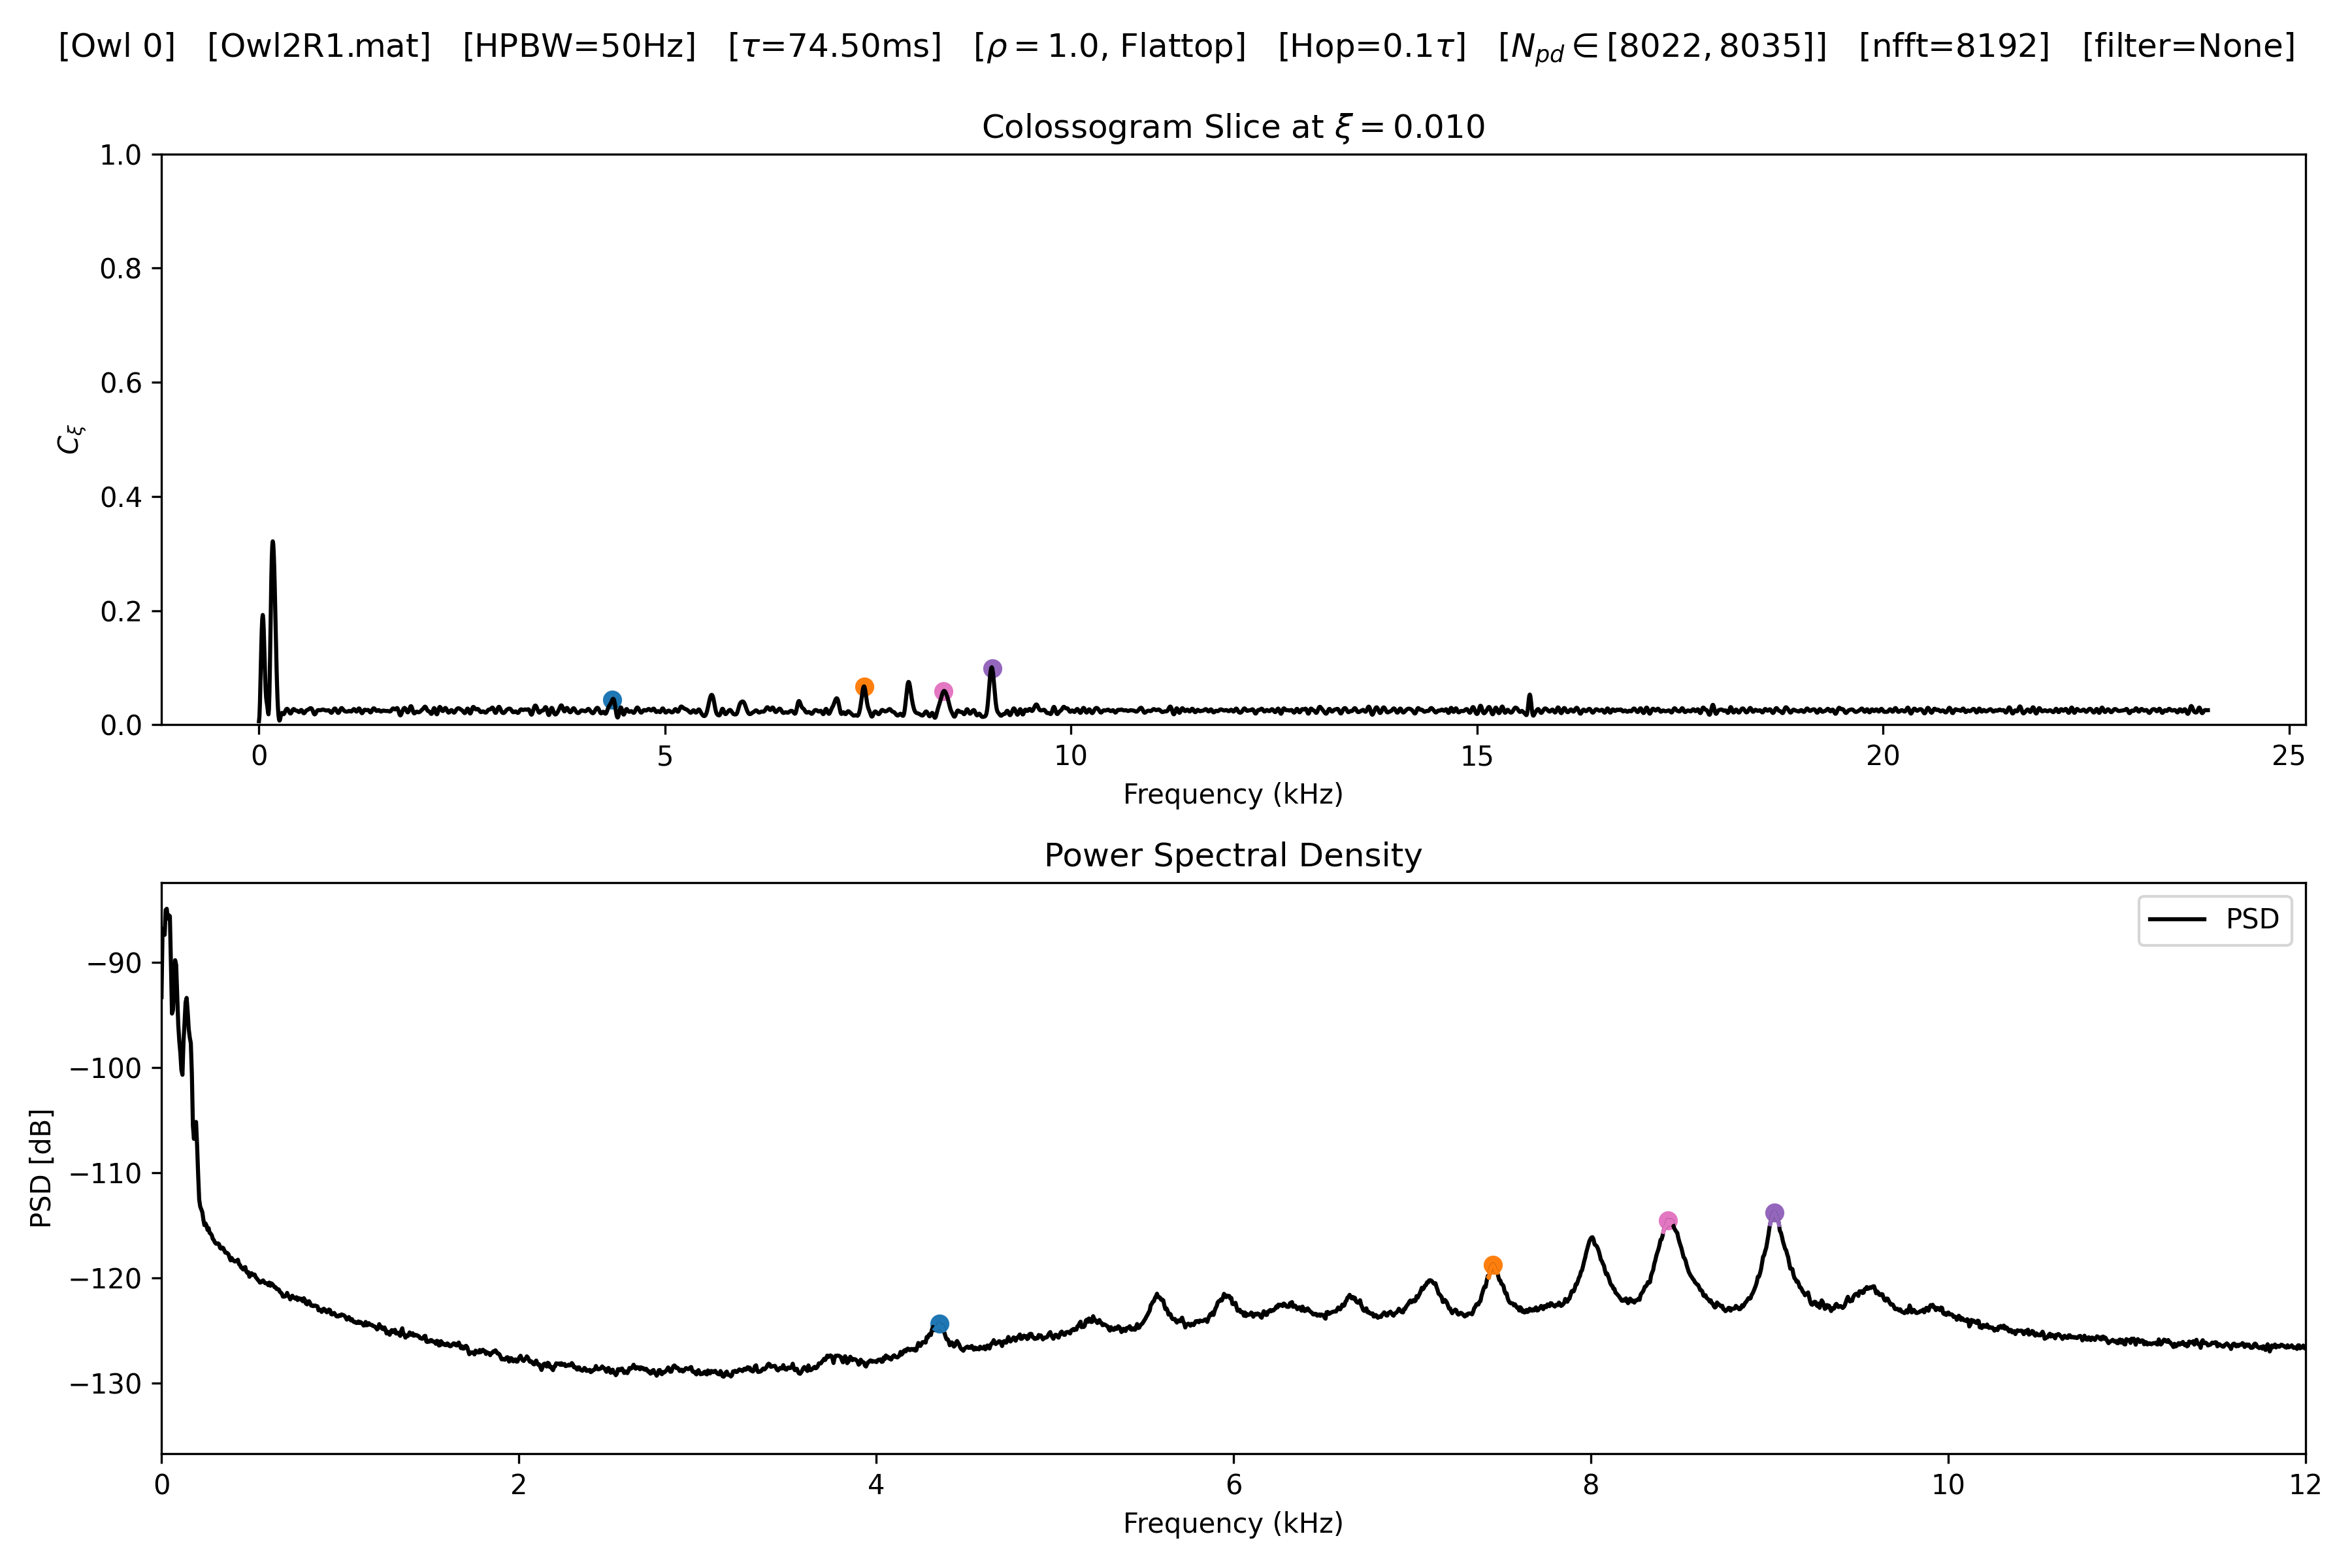 [Owl 0] [Owl2R1.mat] [HPBW=50Hz] [τ=74.50ms] [ρ = 1.0, Flattop] [Hop=0.1τ] [N_pd ∈ [8022, 8035]] [nfft=8192] [filter=None]
Colossogram Slice at ξ = 0.010
1.0
0.8
0.6
0.4
0.2
0.0
C_ξ
0 5 10 15 20 25
Frequency (kHz)
Power Spectral Density
PSD
−90
−100
−110
−120
−130
PSD [dB]
0 2 4 6 8 10 12
Frequency (kHz)